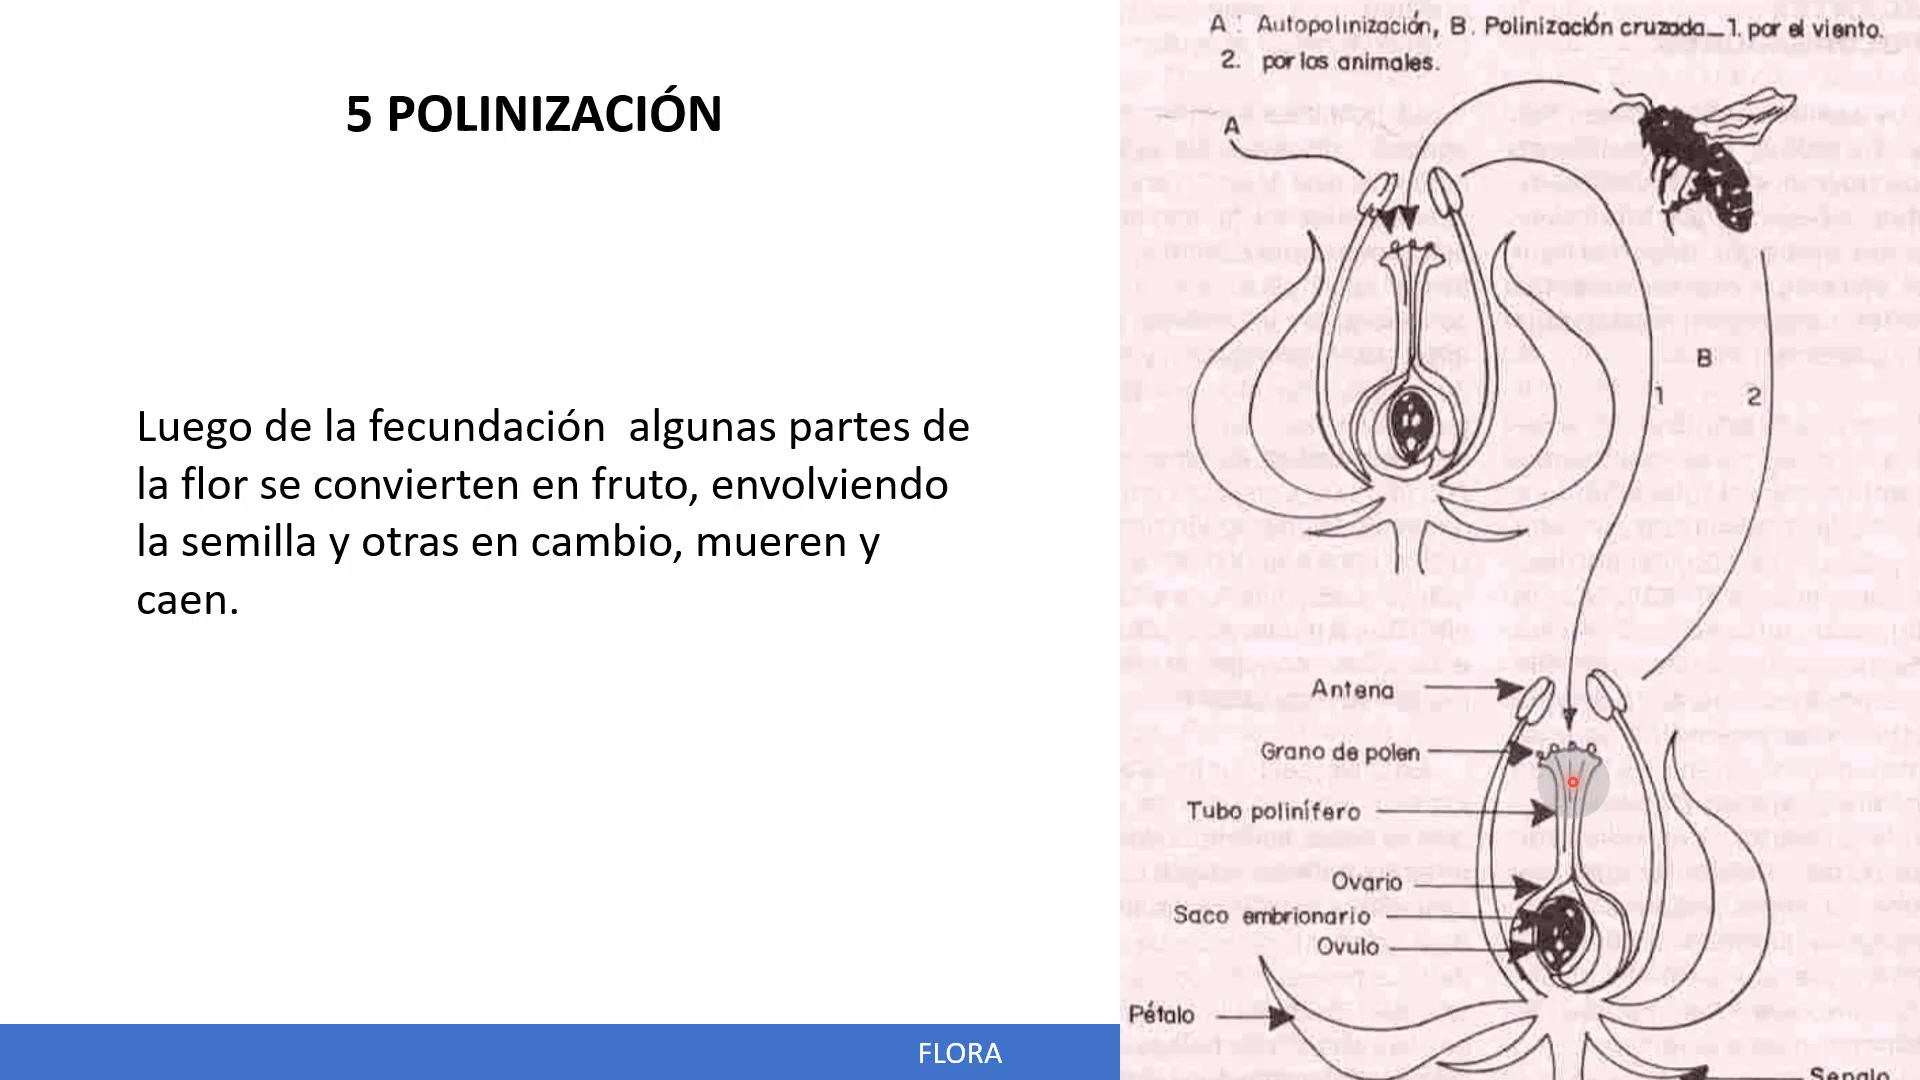 5 POLINIZACIÓN
Luego de la fecundación algunas partes de
la flor se convierten en fruto, envolviendo
la semilla y otras en cambio, mueren y
caen.
FLORA
A : Autopolinización, B. Polinización cruzada_1. por el viento.
2. por los animales.
A
B
1
2
Antena
Grano de polen
Tubo polinífero
Ovario
Saco embrionario
Ovulo
Pétalo
Sepalo